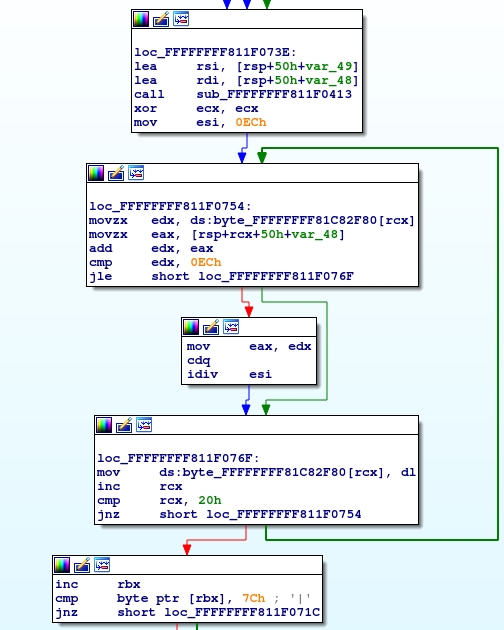 loc_FFFFFFFF811F073E:
lea rsi, [rsp+50h+var_49]
lea rdi, [rsp+50h+var_48]
call sub_FFFFFFFF811F0413
xor ecx, ecx
mov esi, 0ECh
loc_FFFFFFFF811F0754:
movzx edx, ds:byte_FFFFFFFF81C82F80[rcx]
movzx eax, [rsp+rcx+50h+var_48]
add edx, eax
cmp edx, 0ECh
jle short loc_FFFFFFFF811F076F
mov eax, edx
cdq
idiv esi
loc_FFFFFFFF811F076F:
mov ds:byte_FFFFFFFF81C82F80[rcx], dl
inc rcx
cmp rcx, 20h
jnz short loc_FFFFFFFF811F0754
inc rbx
cmp byte ptr [rbx], 7Ch ; '|'
jnz short loc_FFFFFFFF811F071C